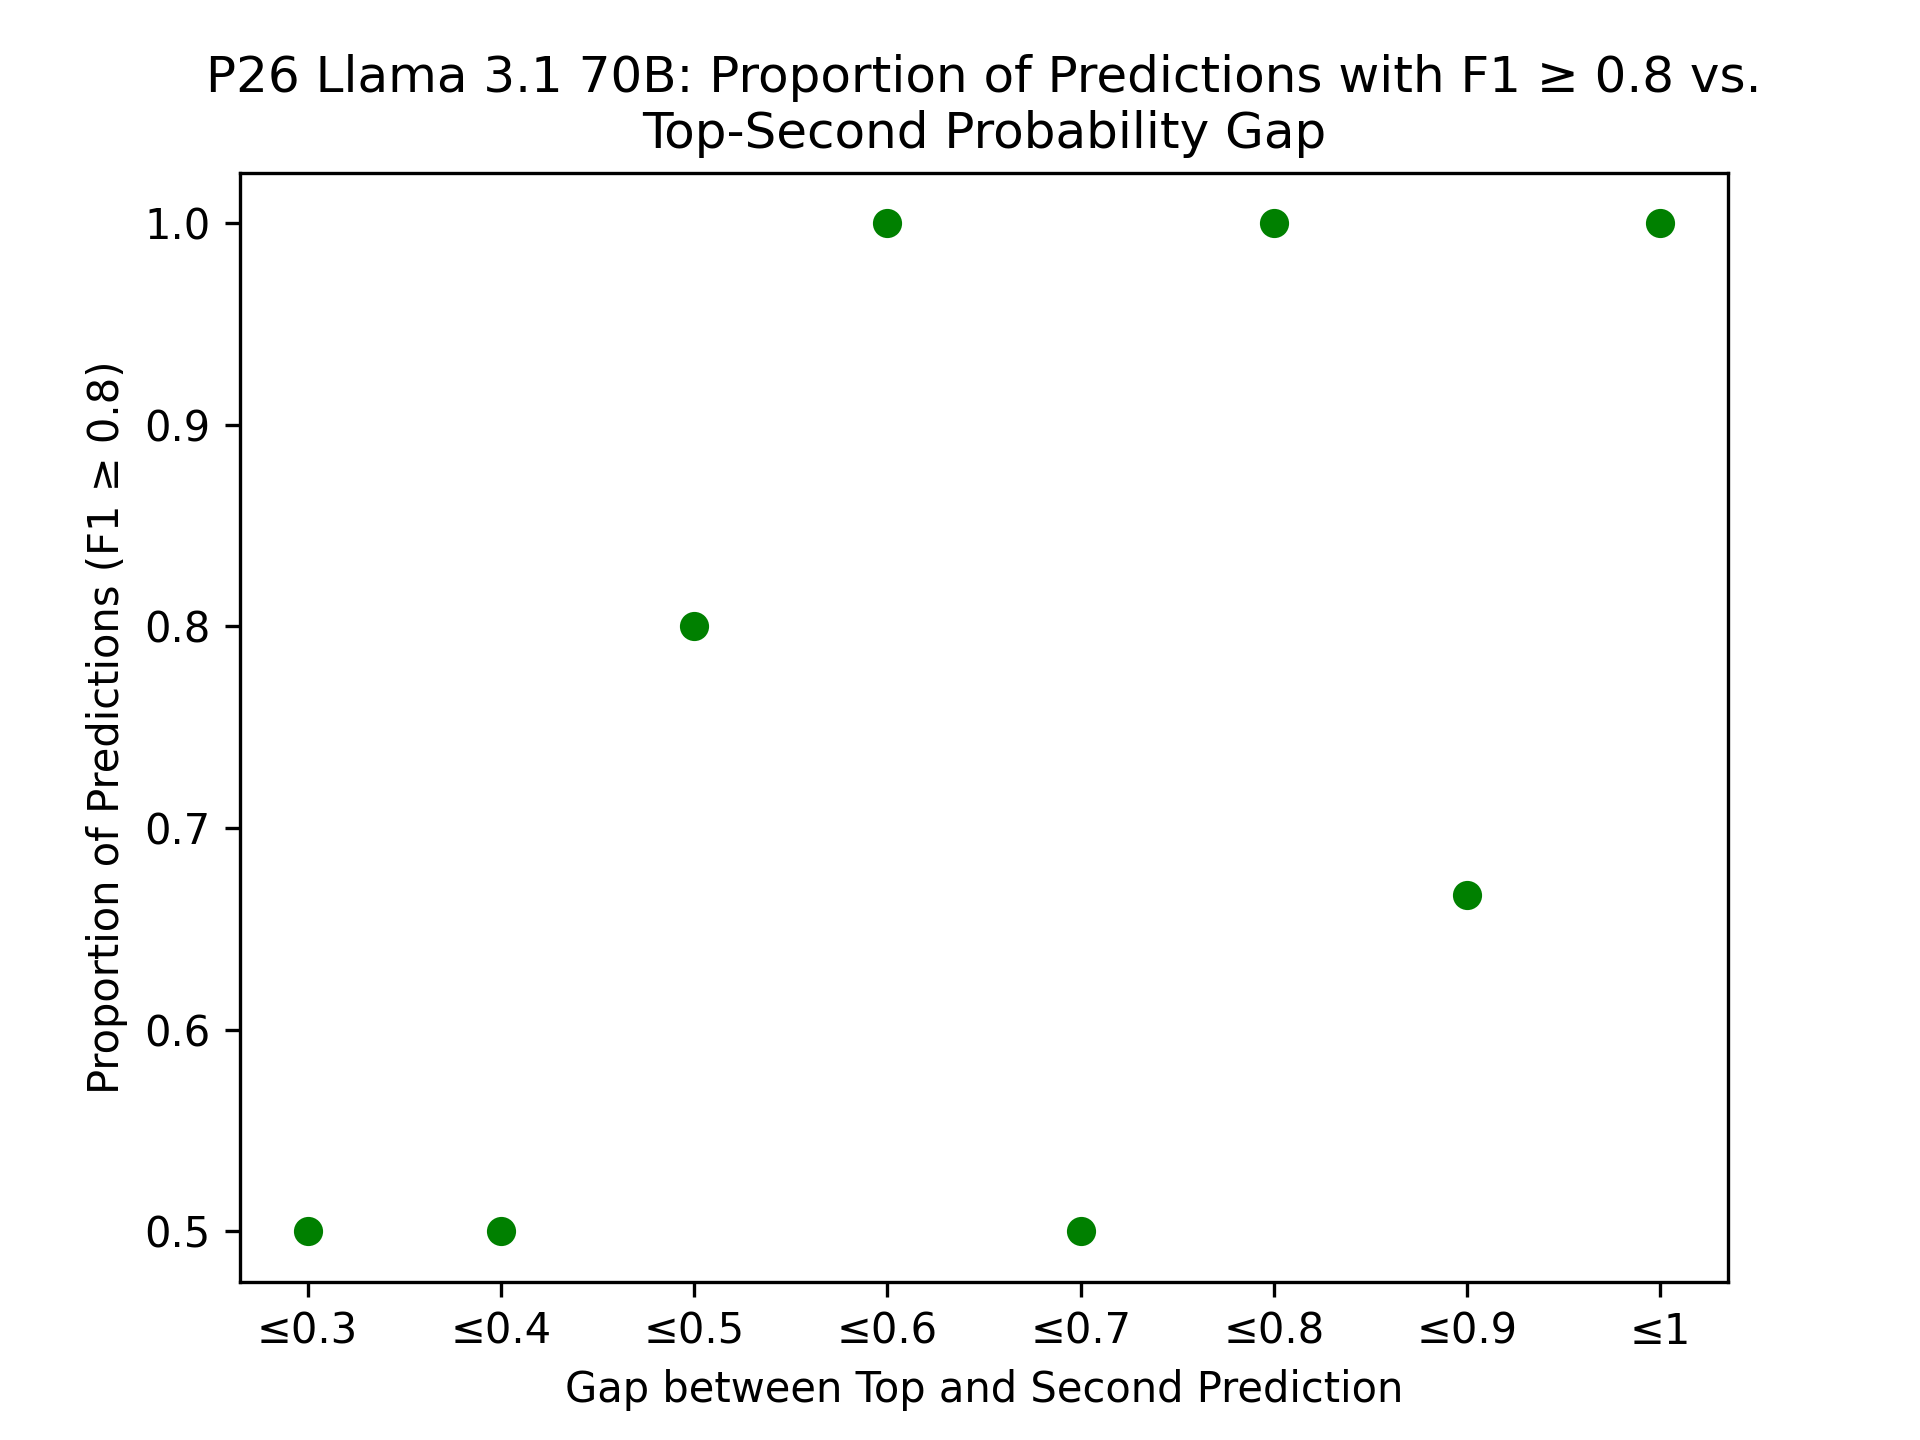 P26 Llama 3.1 70B: Proportion of Predictions with F1 ≥ 0.8 vs.
Top-Second Probability Gap
Proportion of Predictions (F1 ≥ 0.8)
1.0
0.9
0.8
0.7
0.6
0.5
≤0.3 ≤0.4 ≤0.5 ≤0.6 ≤0.7 ≤0.8 ≤0.9 ≤1
Gap between Top and Second Prediction